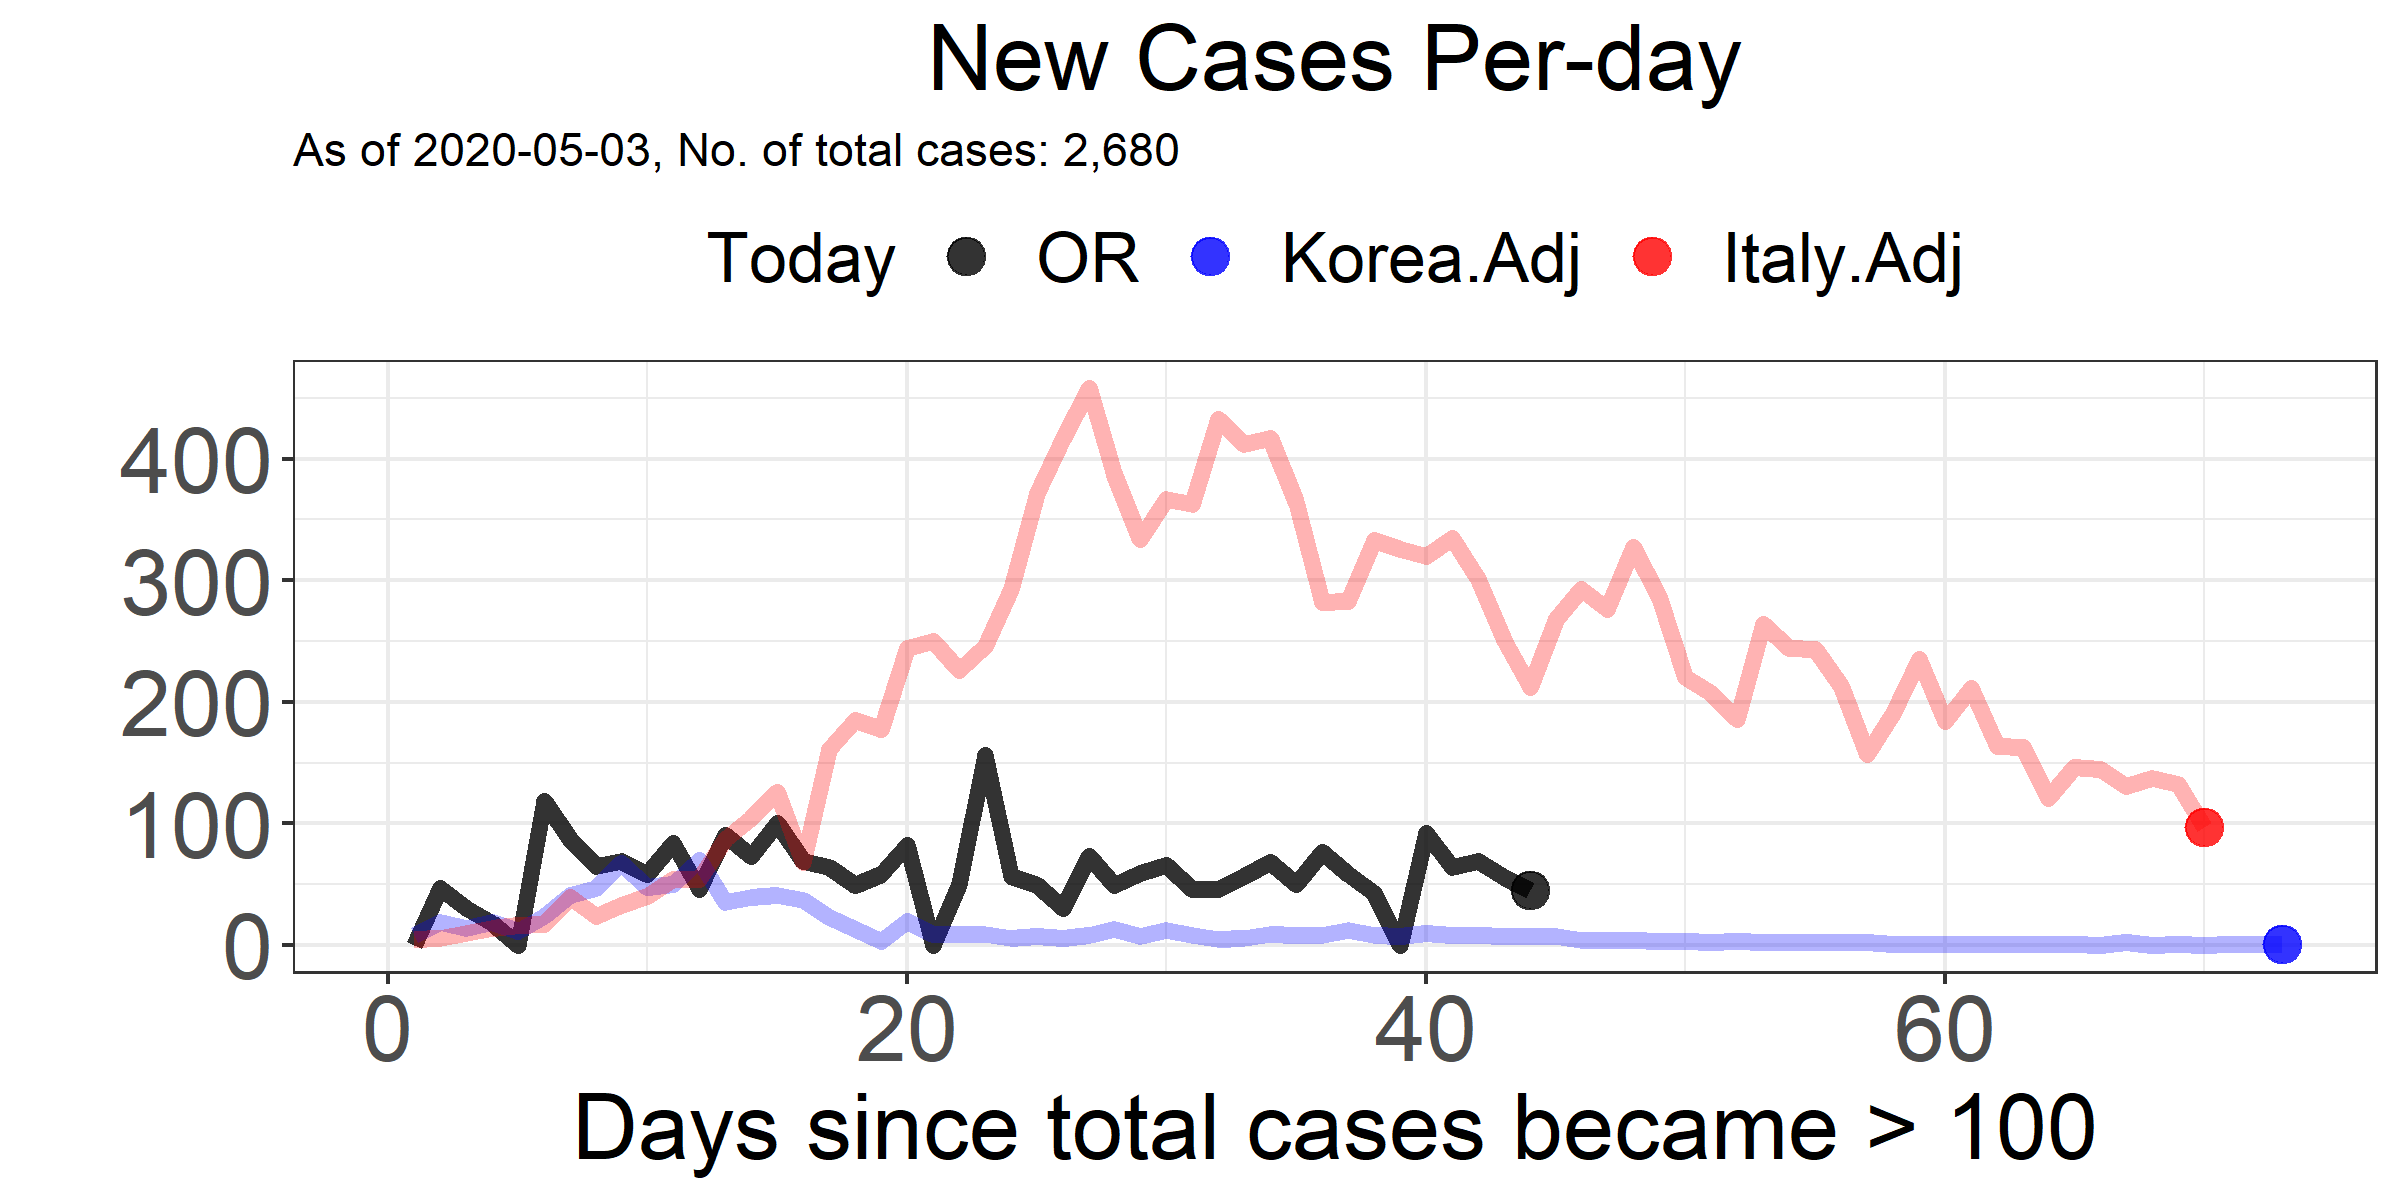 New Cases Per-day
As of 2020-05-03, No. of total cases: 2,680
Today OR Korea.Adj Italy.Adj
400
300
200
100
0
0 20 40 60
Days since total cases became > 100